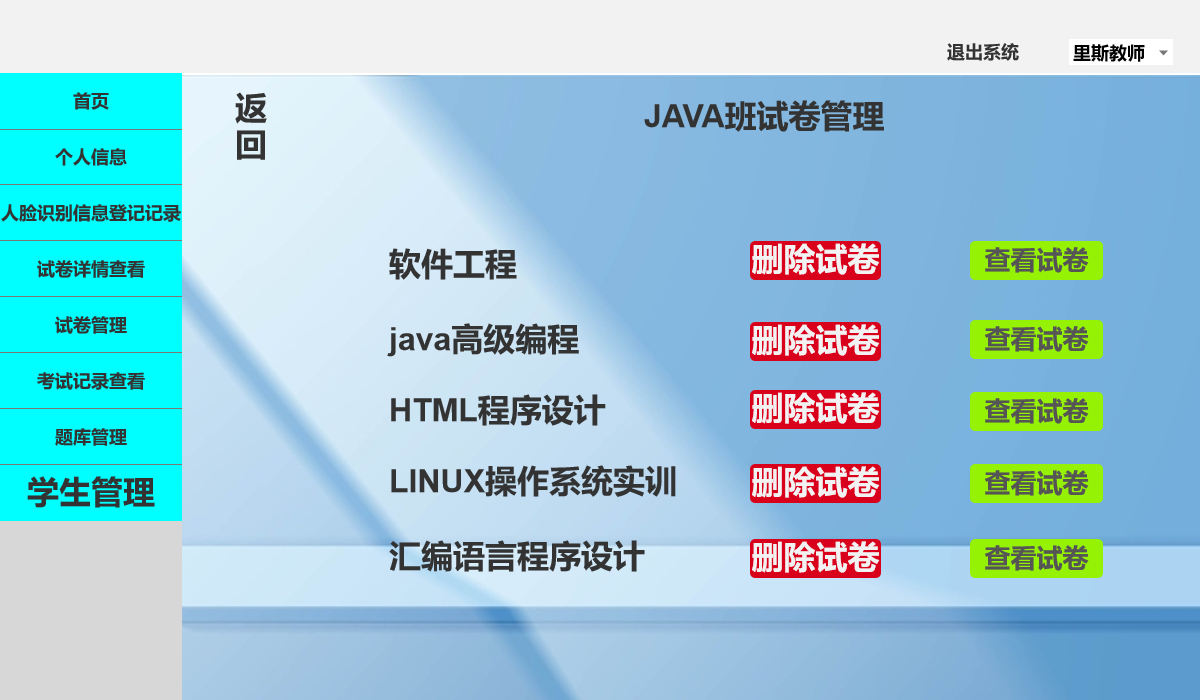 退出系统
里斯教师
首页
个人信息
人脸识别信息登记记录
试卷详情查看
试卷管理
考试记录查看
题库管理
学生管理
返
回
JAVA班试卷管理
软件工程 删除试卷 查看试卷
java高级编程 删除试卷 查看试卷
HTML程序设计 删除试卷 查看试卷
LINUX操作系统实训 删除试卷 查看试卷
汇编语言程序设计 删除试卷 查看试卷